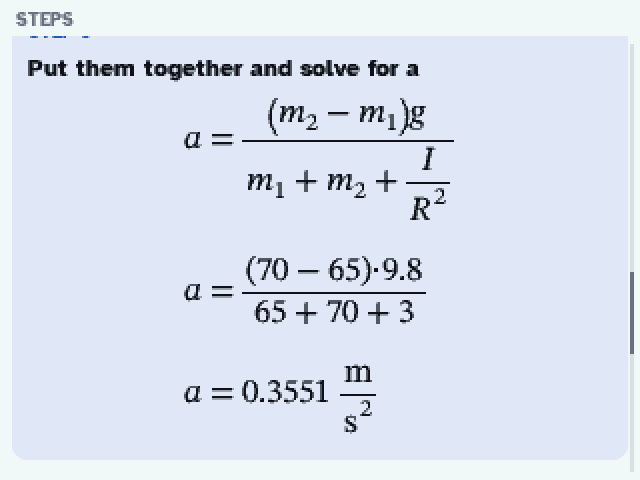 STEPS
Put them together and solve for a
a = (m₂ − m₁)g / (m₁ + m₂ + I/R²)
a = (70 − 65)·9.8 / (65 + 70 + 3)
a = 0.3551 m/s²